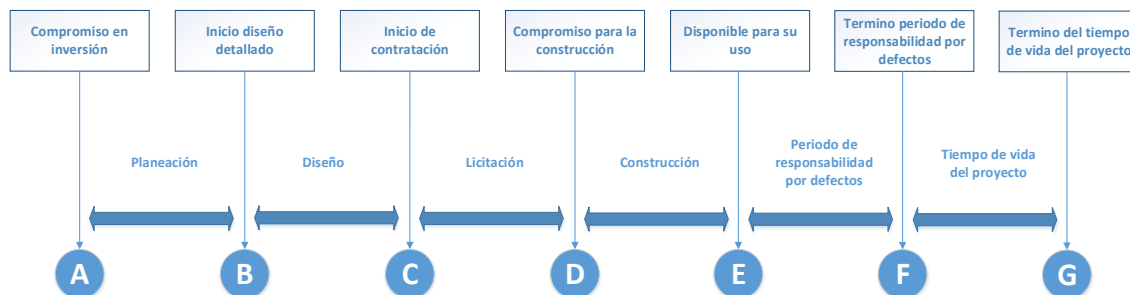 Compromiso en
inversión
Inicio diseño
detallado
Inicio de
contratación
Compromiso para la
construcción
Disponible para su
uso
Termino periodo de
responsabilidad por
defectos
Termino del tiempo
de vida del proyecto
Planeación
Diseño
Licitación
Construcción
Periodo de
responsabilidad
por defectos
Tiempo de vida
del proyecto
A
B
C
D
E
F
G